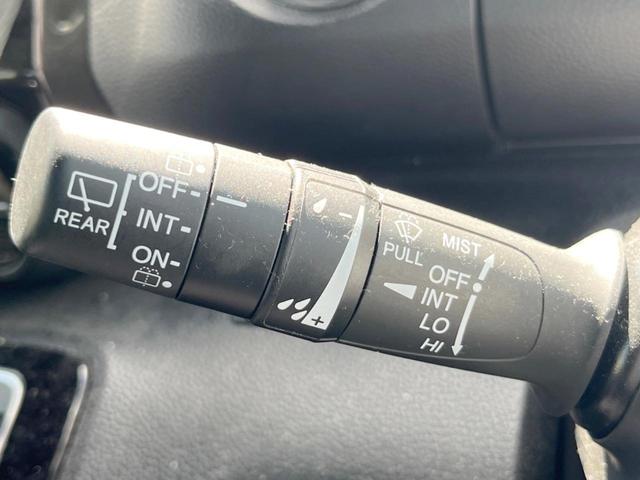 REAR
OFF
INT
ON
-
+
PULL
MIST
OFF
INT
LO
HI